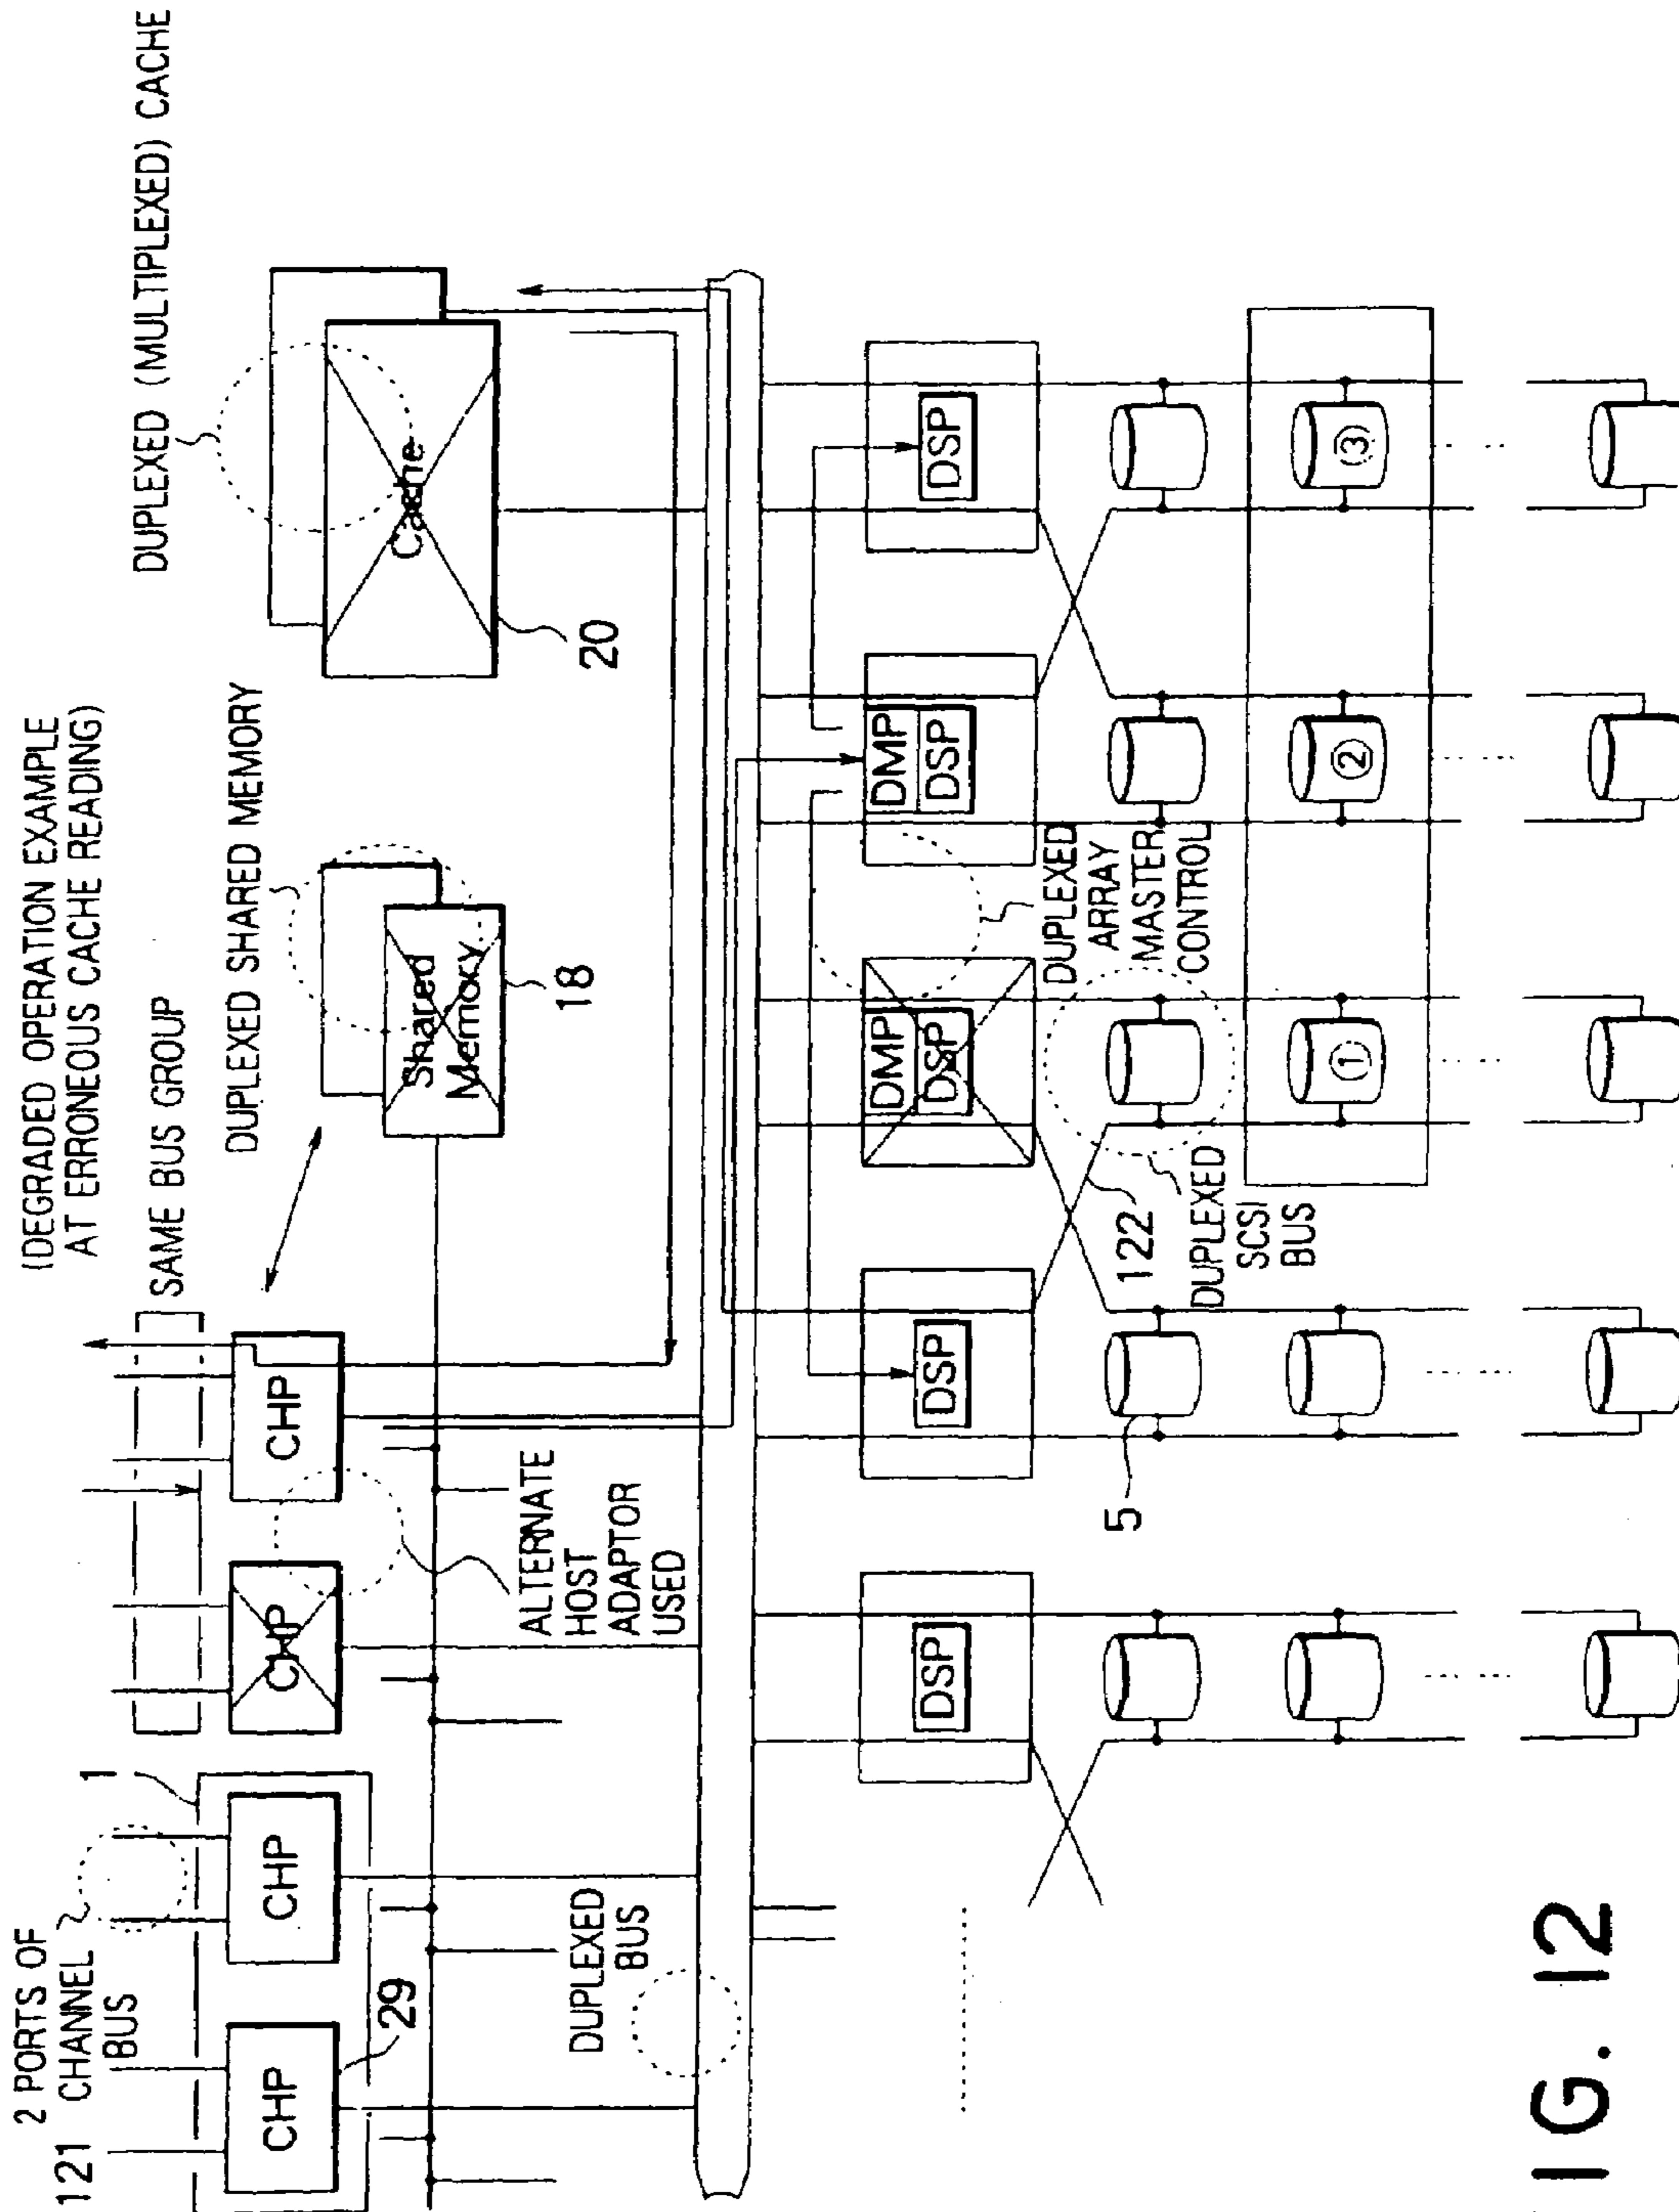 (DEGRADED OPERATION EXAMPLE
AT ERRONEOUS CACHE READING)
2 PORTS OF
CHANNEL
BUS
121
1
SAME BUS GROUP
DUPLEXED SHARED MEMORY
DUPLEXED (MULTIPLEXED) CACHE
CHP
CHP
CHP
CHP
29
Shared
Memory
18
Cache
20
ALTERNATE
HOST
ADAPTOR
USED
DUPLEXED
BUS
DSP
DSP
DMP
DSP
DMP
DSP
DSP
DUPLEXED
ARRAY
MASTER
CONTROL
5
122
DUPLEXED
SCSI
BUS
①
②
③
IG. 12